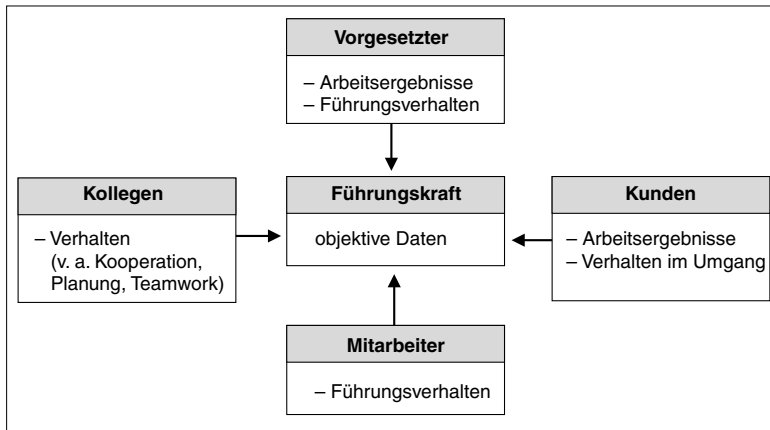 Vorgesetzter
– Arbeitsergebnisse
– Führungsverhalten
Kollegen
– Verhalten
(v. a. Kooperation,
Planung, Teamwork)
Führungskraft
objektive Daten
Kunden
– Arbeitsergebnisse
– Verhalten im Umgang
Mitarbeiter
– Führungsverhalten